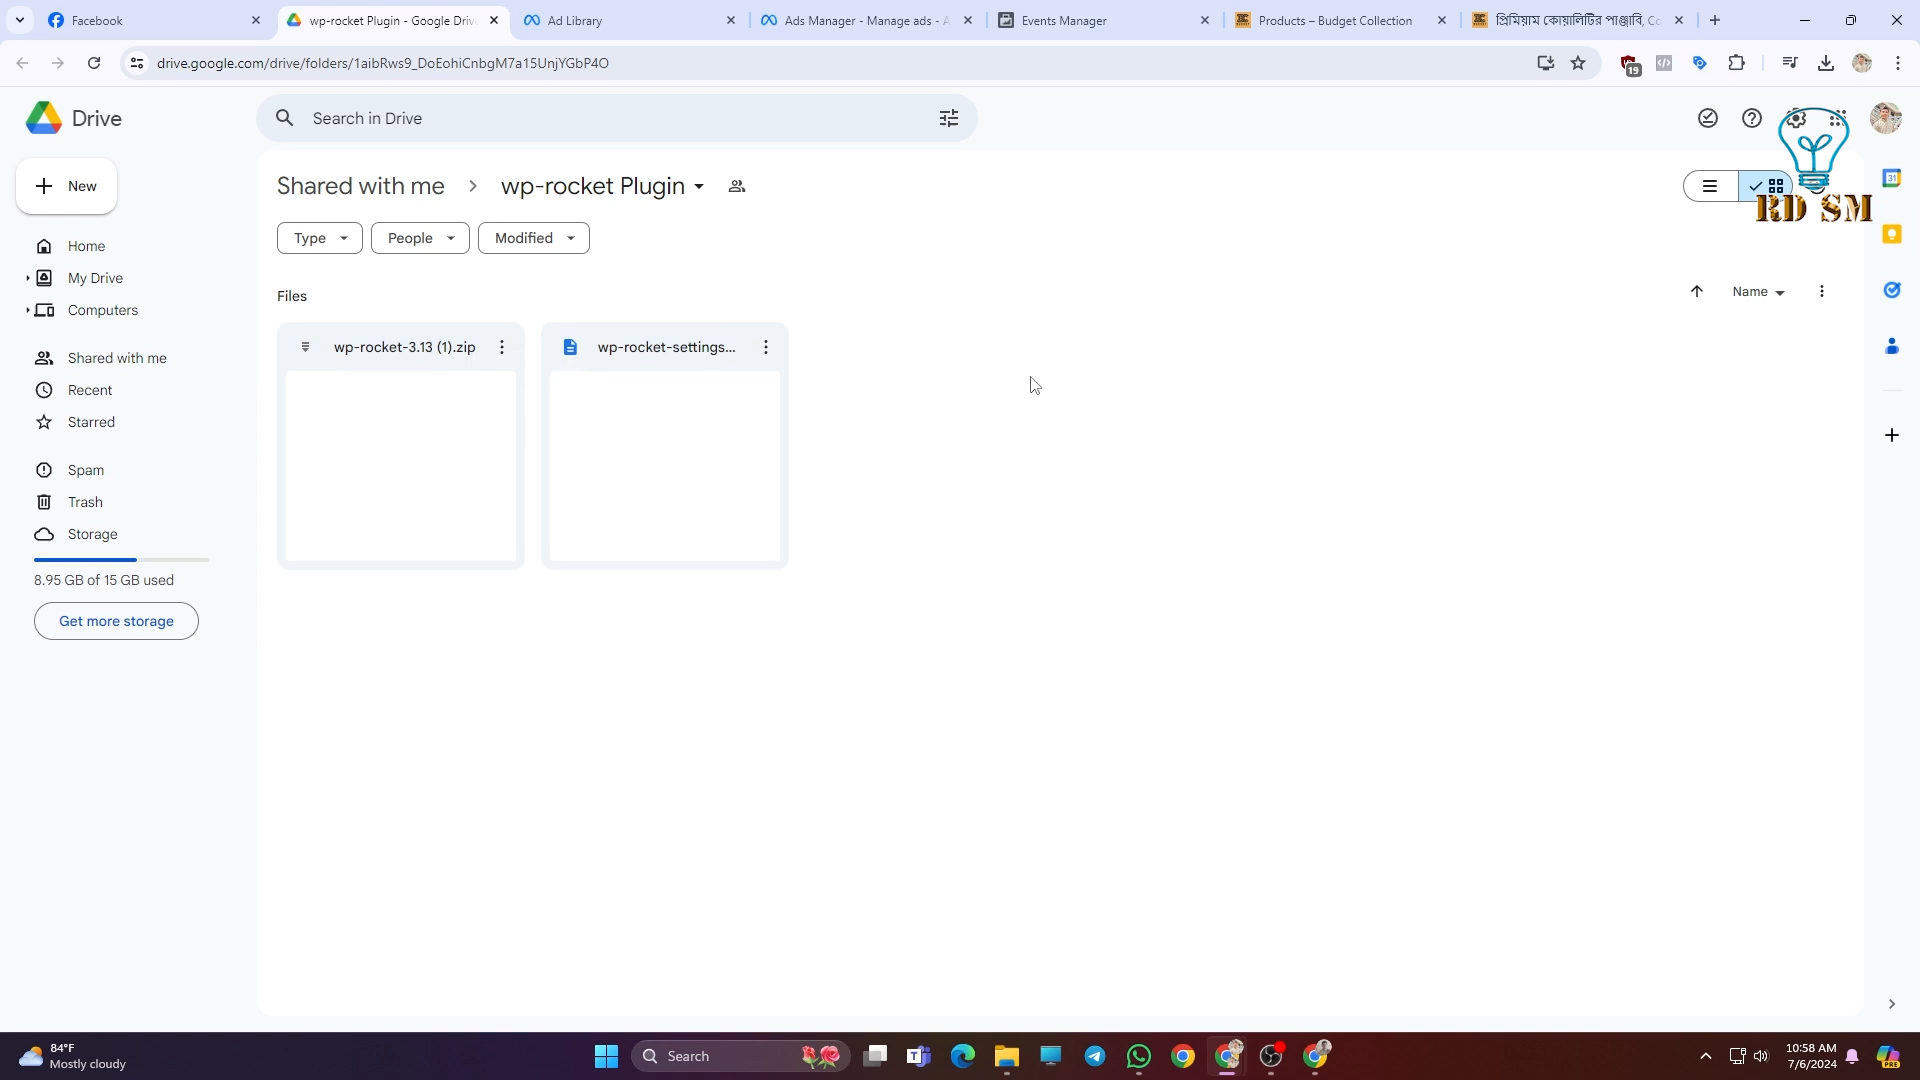 Facebook
wp-rocket Plugin - Google Drive
Ad Library
Ads Manager - Manage ads - A
Events Manager
Products – Budget Collection
প্রিমিয়াম কোয়ালিটির পাঞ্জাবি, Co
drive.google.com/drive/folders/1aibRws9_DoEohiCnbgM7a15UnjYGbP4O
19
Drive
Search in Drive
New
Shared with me
wp-rocket Plugin
RD SM
31
Type
People
Modified
Home
My Drive
Computers
Files
Name
wp-rocket-3.13 (1).zip
wp-rocket-settings...
Shared with me
Recent
Starred
Spam
Trash
Storage
8.95 GB of 15 GB used
Get more storage
84°F
Mostly cloudy
Search
10:58 AM
7/6/2024
PRE